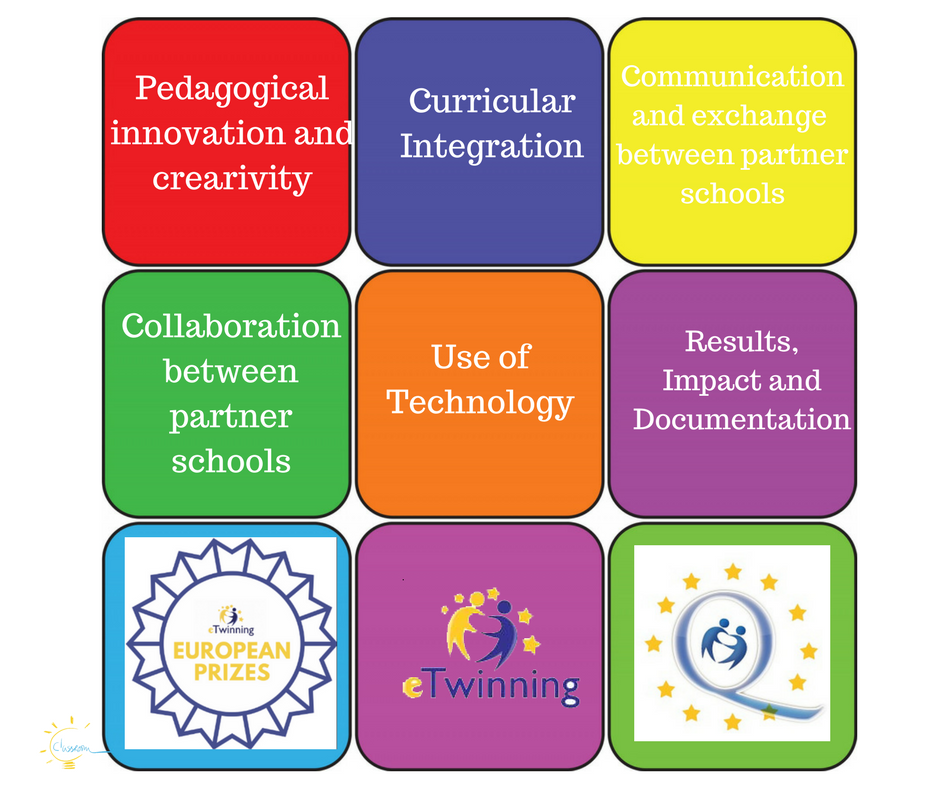 Pedagogical
innovation and
crearivity
Curricular
Integration
Communication
and exchange
between partner
schools
Collaboration
between
partner
schools
Use of
Technology
Results,
Impact and
Documentation
eTwinning
EUROPEAN
PRIZES
eTwinning
Q